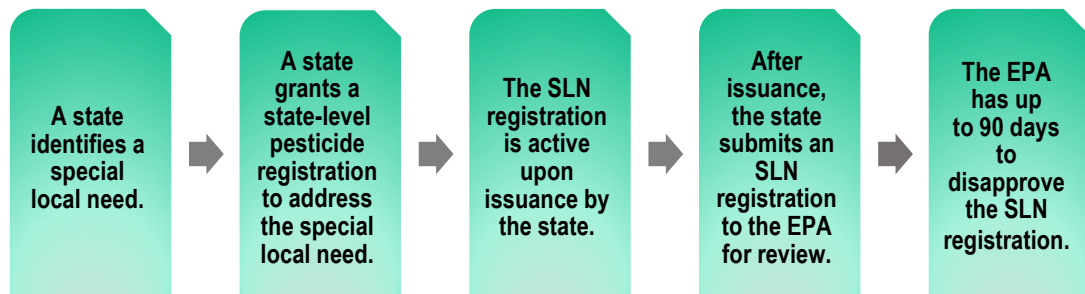 A state
identifies a
special
local need.
A state
grants a
state-level
pesticide
registration
to address
the special
local need.
The SLN
registration
is active
upon
issuance by
the state.
After
issuance,
the state
submits an
SLN
registration
to the EPA
for review.
The EPA
has up
to 90 days
to
disapprove
the SLN
registration.